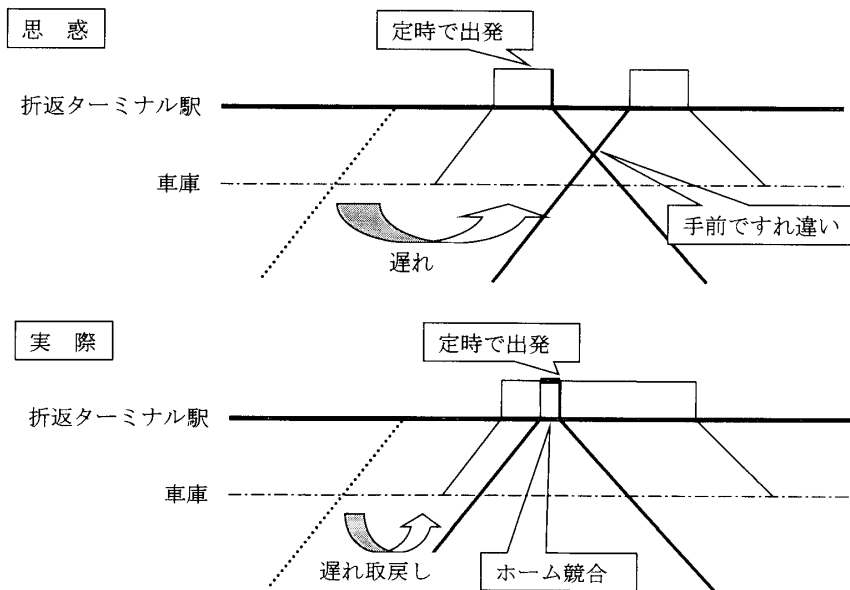 思 惑
定時で出発
折返ターミナル駅
車庫
手前ですれ違い
遅れ
実 際
定時で出発
折返ターミナル駅
車庫
遅れ取戻し
ホーム競合